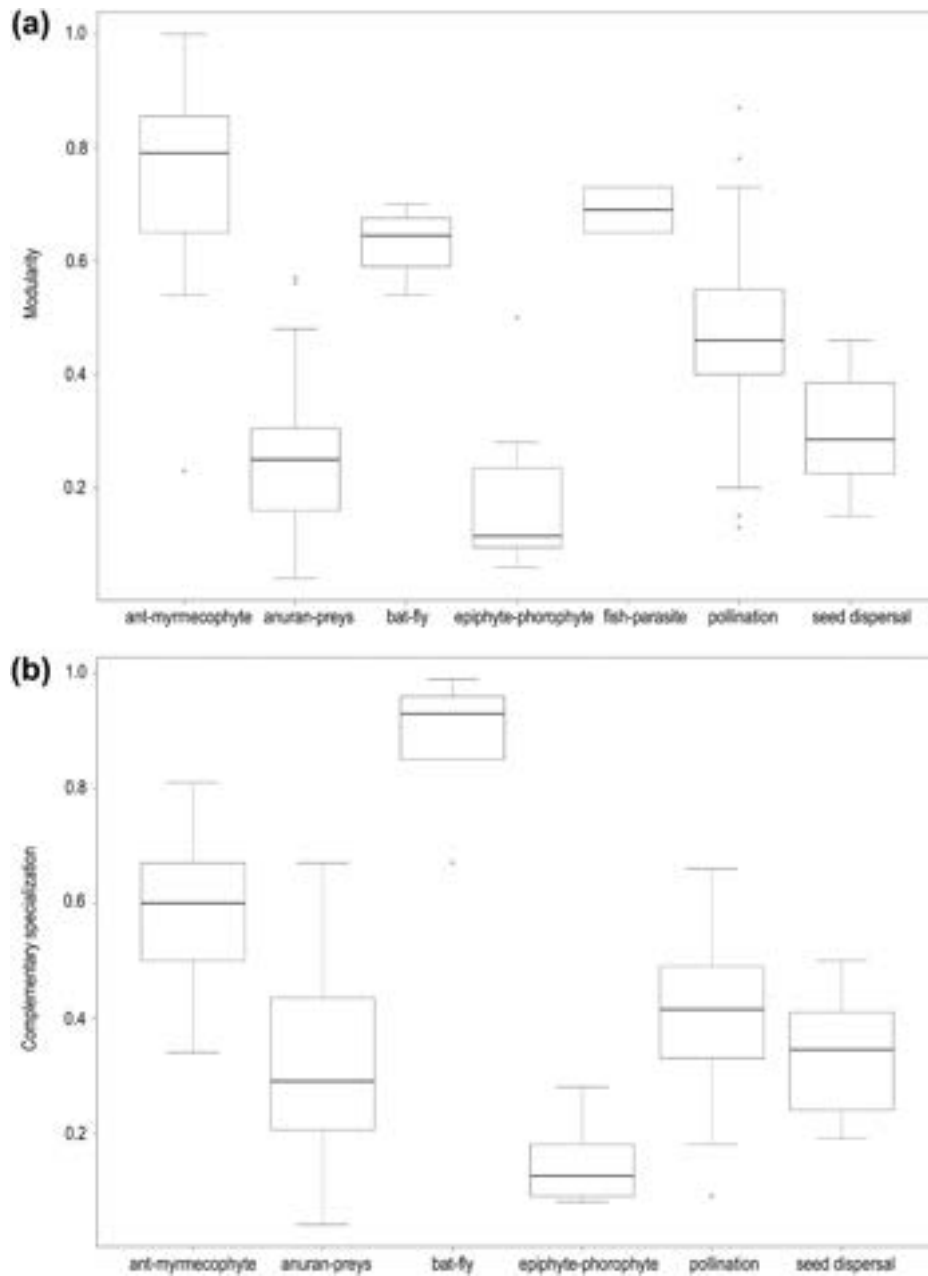 (a)
Modularity
1.0
0.8
0.6
0.4
0.2
ant-myrmecophyte anuran-preys bat-fly epiphyte-phorophyte fish-parasite pollination seed dispersal
(b)
Complementary specialization
1.0
0.8
0.6
0.4
0.2
ant-myrmecophyte anuran-preys bat-fly epiphyte-phorophyte pollination seed dispersal